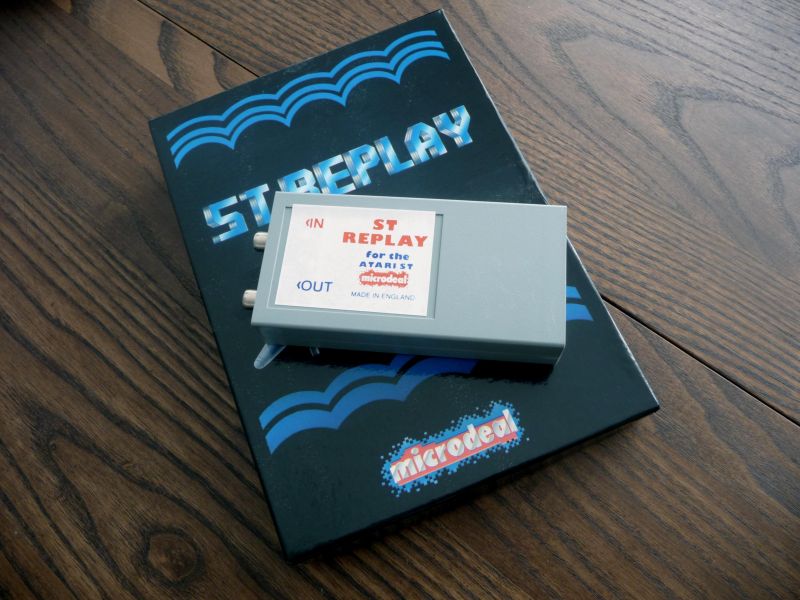 ST REPLAY
‹IN
ST
REPLAY
for the
ATARI ST
microdeal
‹OUT
MADE IN ENGLAND
microdeal